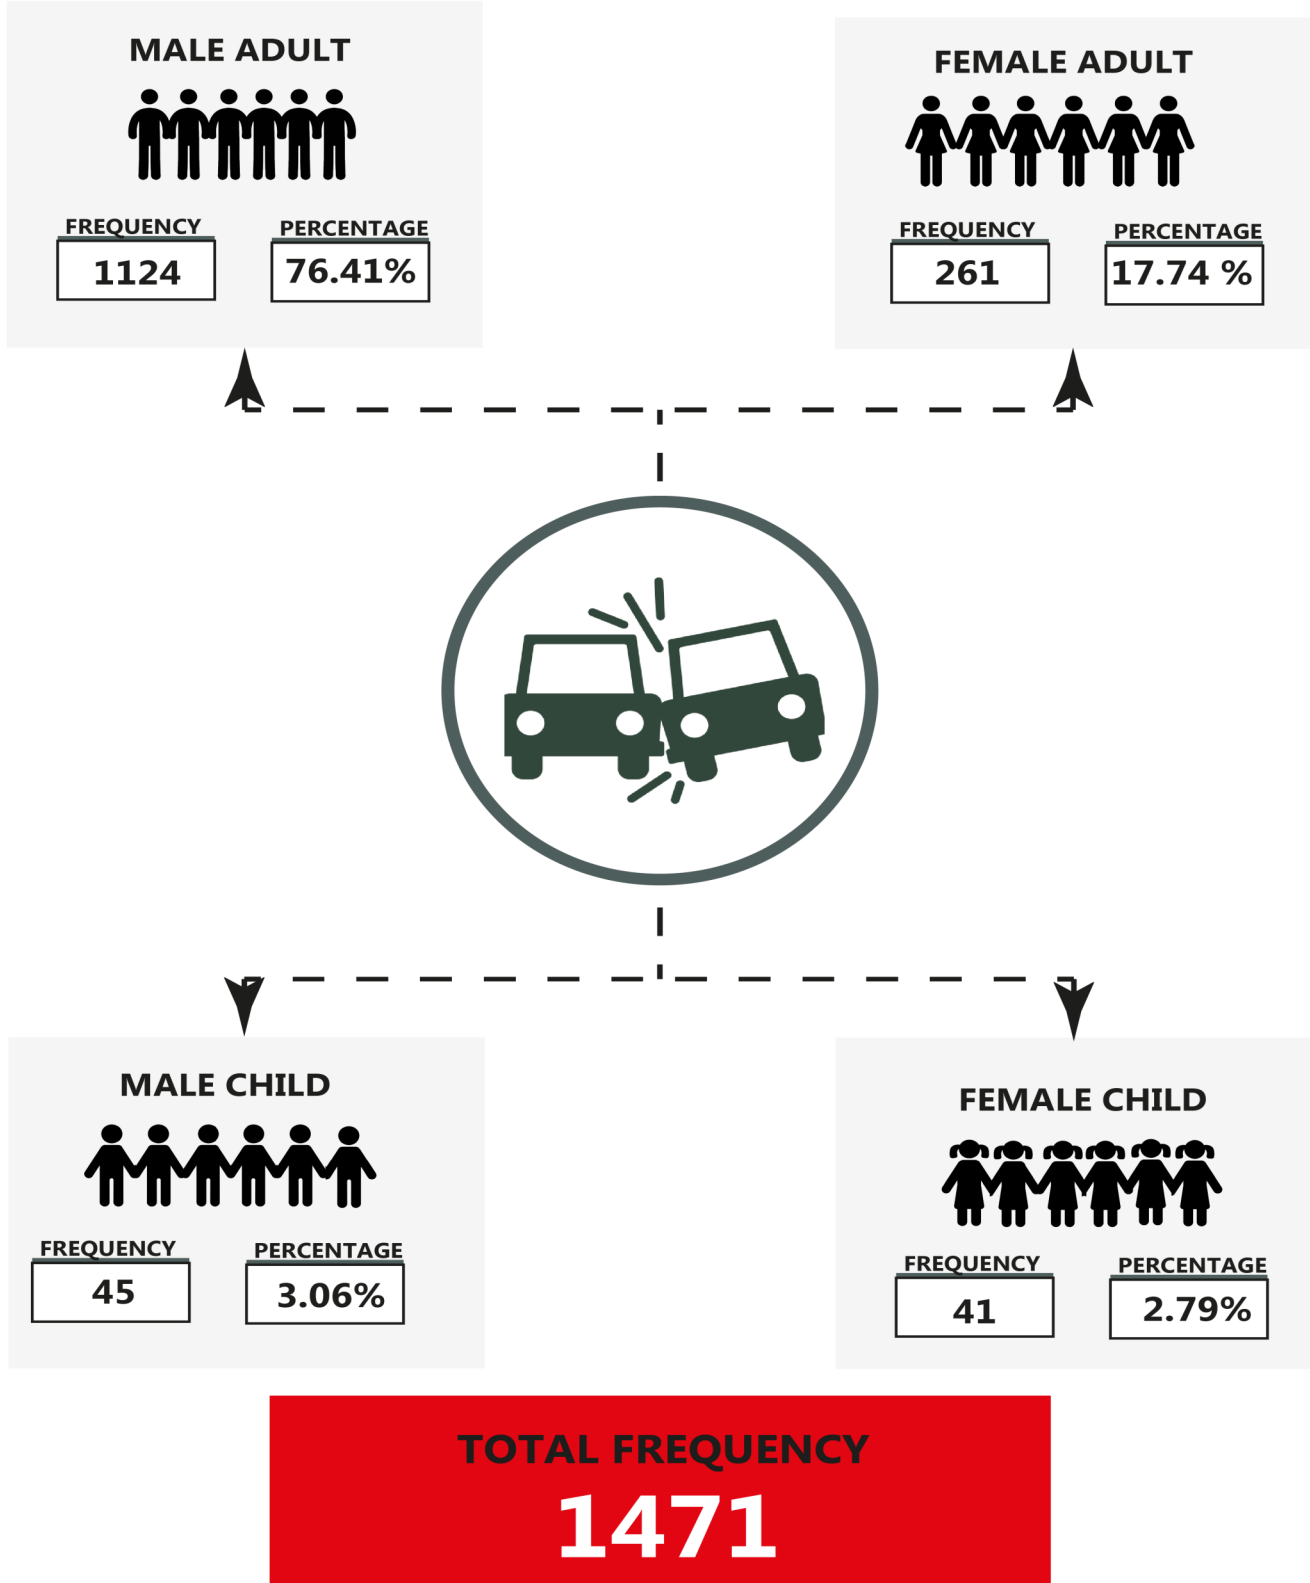 MALE ADULT
FREQUENCY PERCENTAGE
1124 76.41%
FEMALE ADULT
FREQUENCY PERCENTAGE
261 17.74 %
MALE CHILD
FREQUENCY PERCENTAGE
45 3.06%
FEMALE CHILD
FREQUENCY PERCENTAGE
41 2.79%
TOTAL FREQUENCY
1471